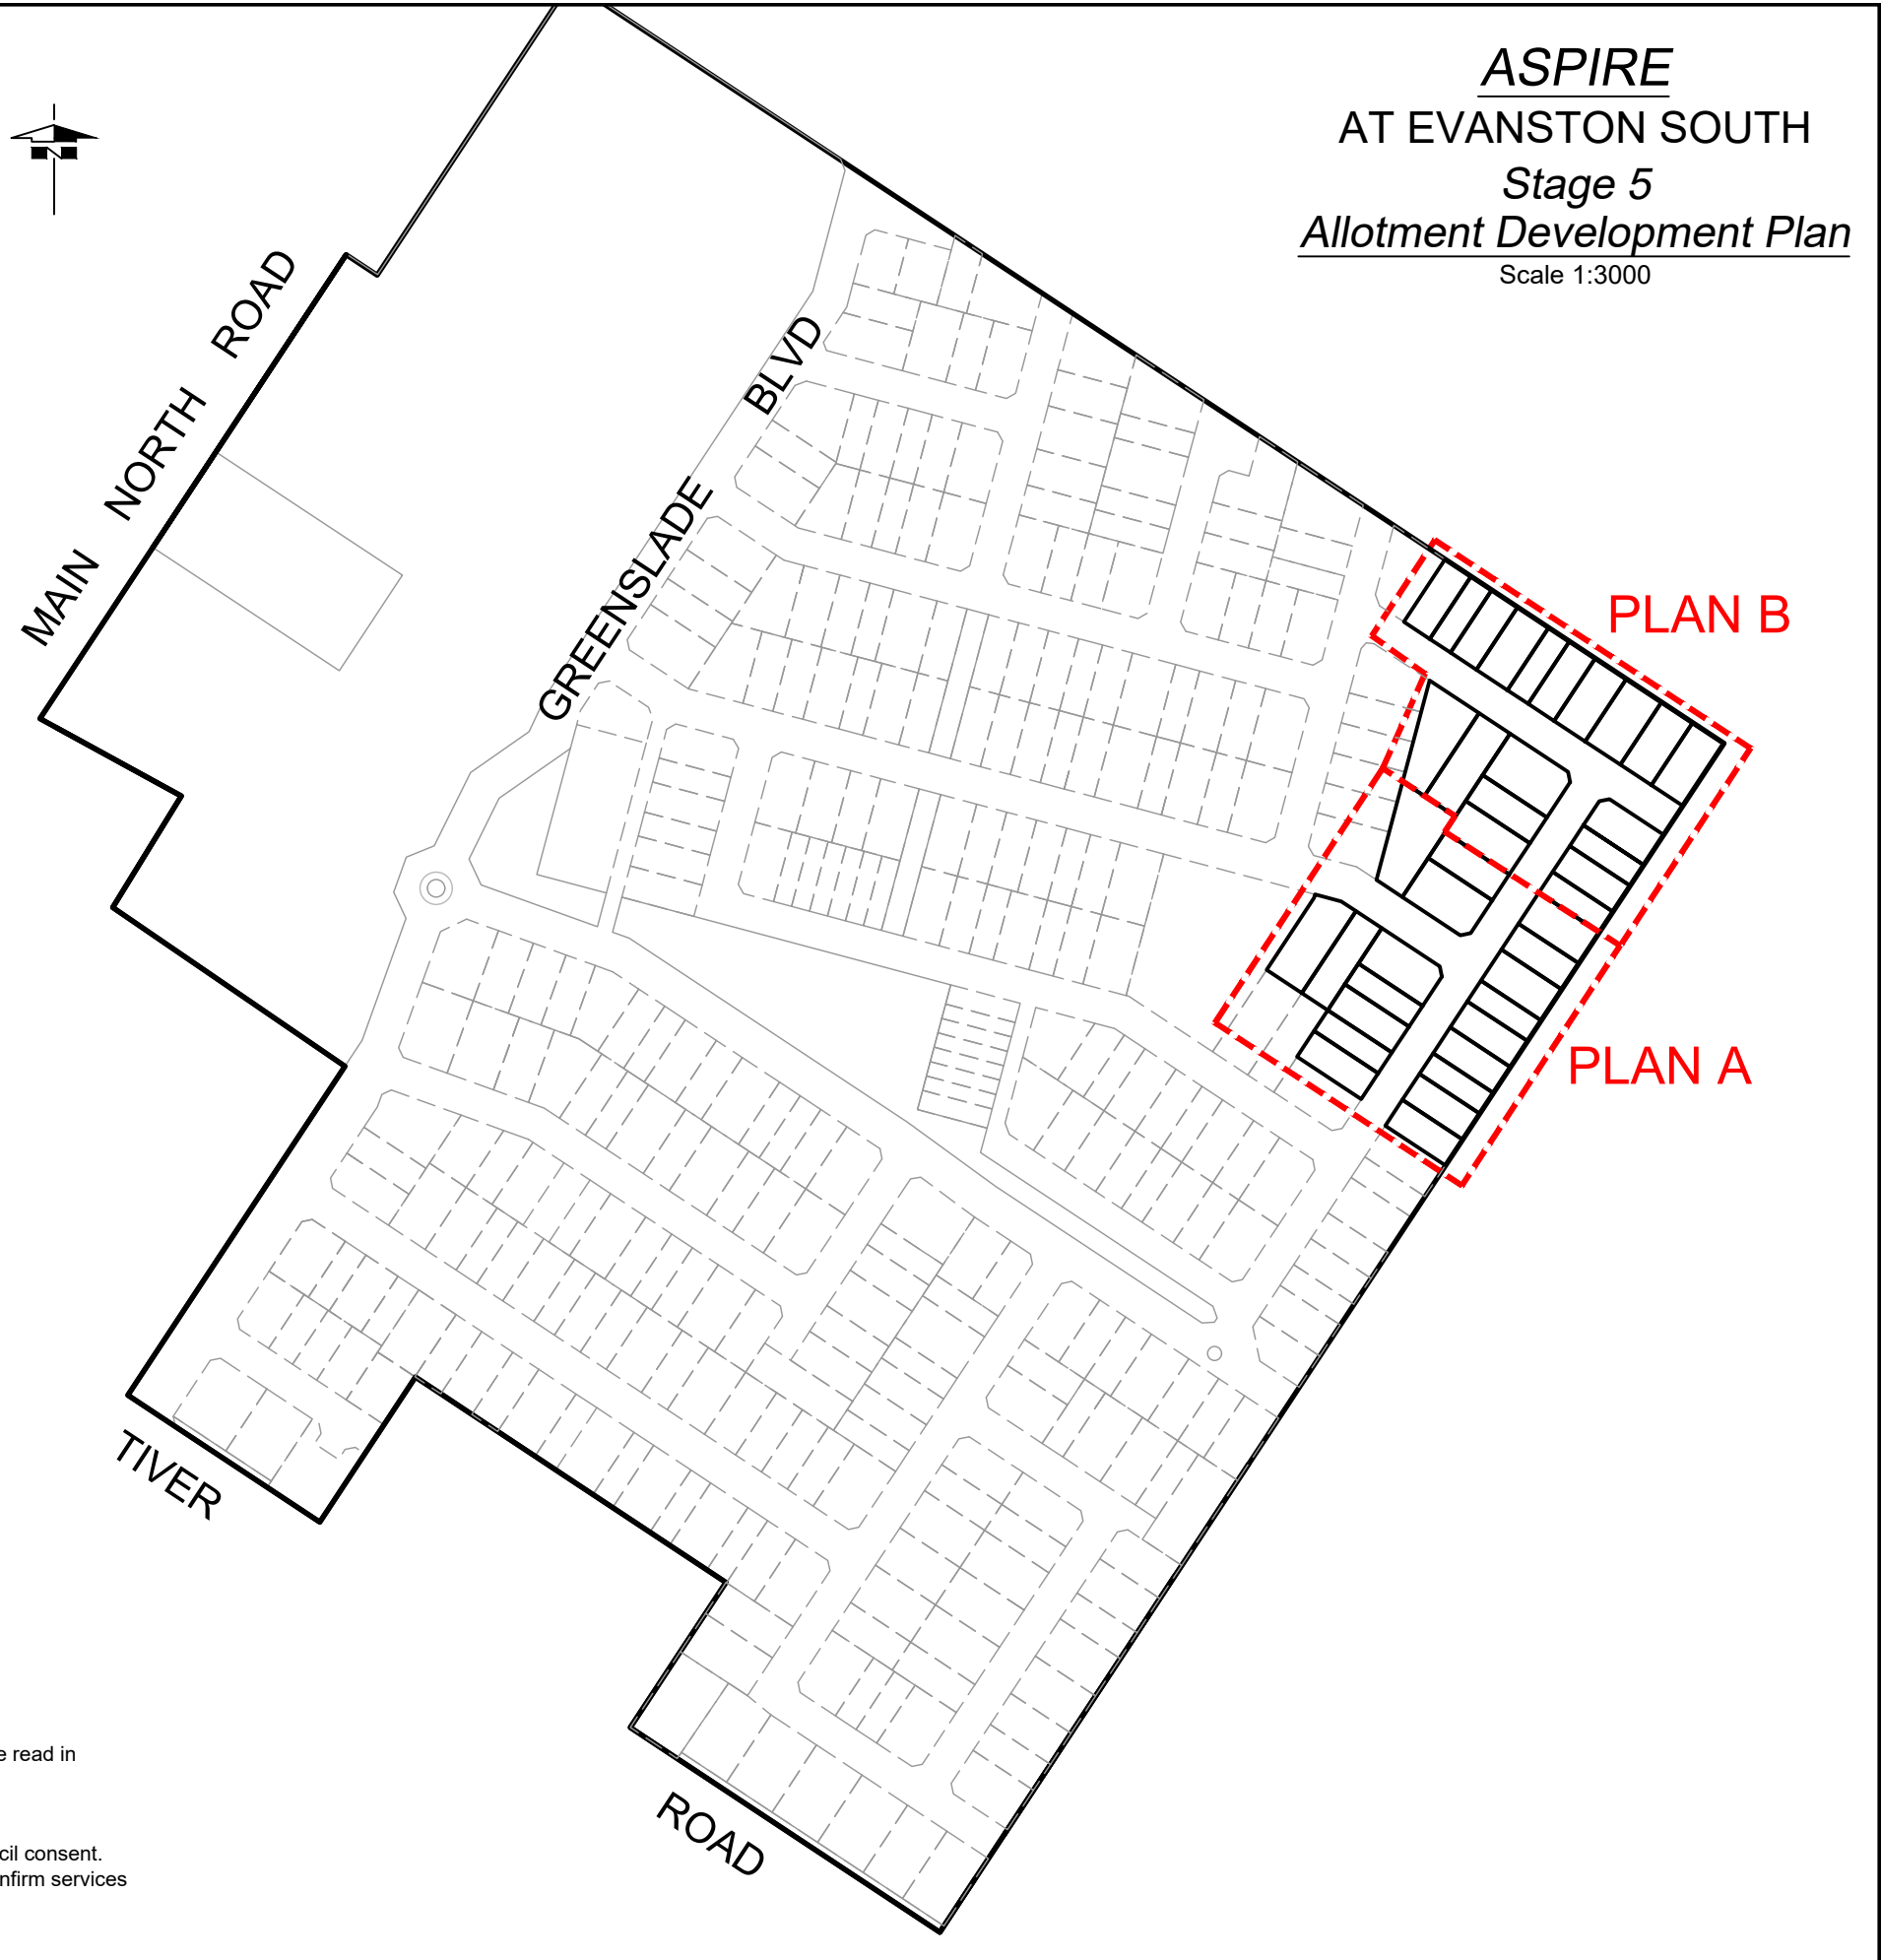 ASPIRE
AT EVANSTON SOUTH
Stage 5
Allotment Development Plan
Scale 1:3000
N
MAIN NORTH ROAD
GREENSLADE BLVD
PLAN B
PLAN A
TIVER ROAD
e read in
cil consent.
nfirm services